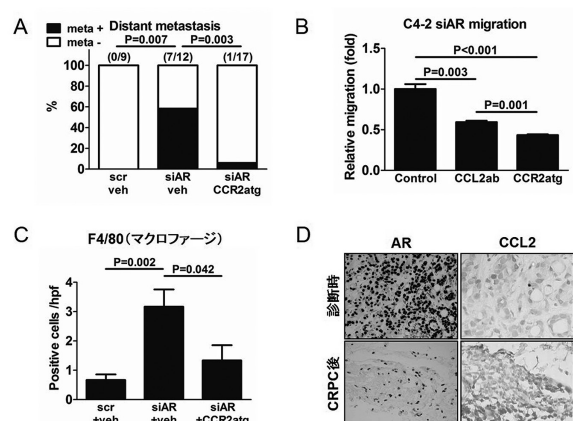 A
Distant metastasis
meta +
meta -
P=0.007
P=0.003
(0/9)
(7/12)
(1/17)
100
80
60
40
20
0
%
scr
veh
siAR
veh
siAR
CCR2atg
B
C4-2 siAR migration
P<0.001
P=0.003
P=0.001
1.5
1.0
0.5
0.0
Relative migration (fold)
Control
CCL2ab
CCR2atg
C
F4/80(マクロファージ)
P=0.002
P=0.042
4
3
2
1
0
Positive cells /hpf
scr
+veh
siAR
+veh
siAR
+CCR2atg
D
AR
CCL2
診断時
CRPC後